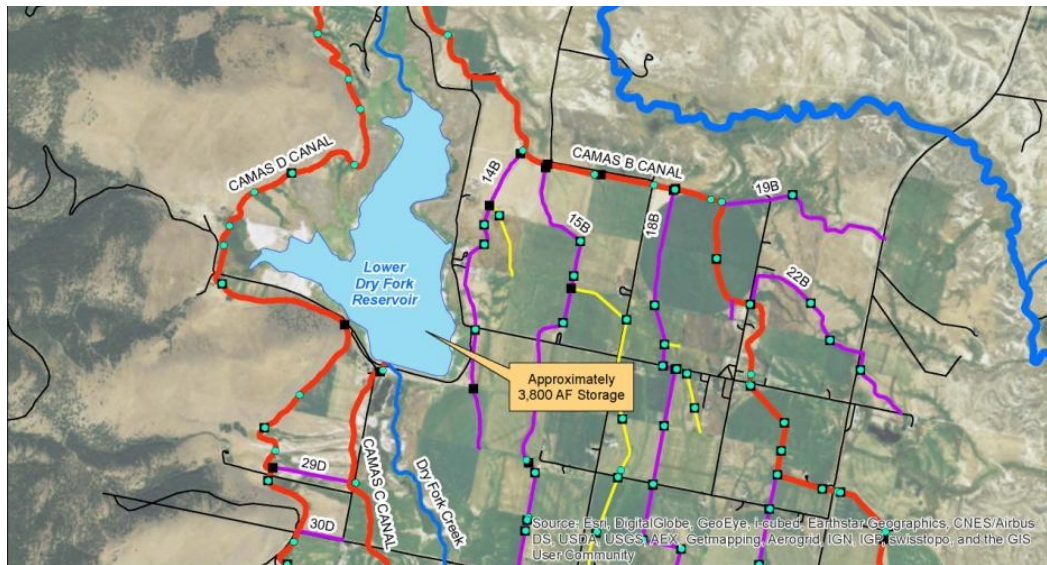 CAMAS D CANAL
CAMAS B CANAL
14B
15B
18B
19B
22B
Lower
Dry Fork
Reservoir
Approximately
3,800 AF Storage
29D
30D
CAMAS C CANAL
Dry Fork Creek
Source: Esri, DigitalGlobe, GeoEye, i-cubed, Earthstar Geographics, CNES/Airbus
DS, USDA, USGS, AEX, Getmapping, Aerogrid, IGN, IGP, swisstopo, and the GIS
User Community